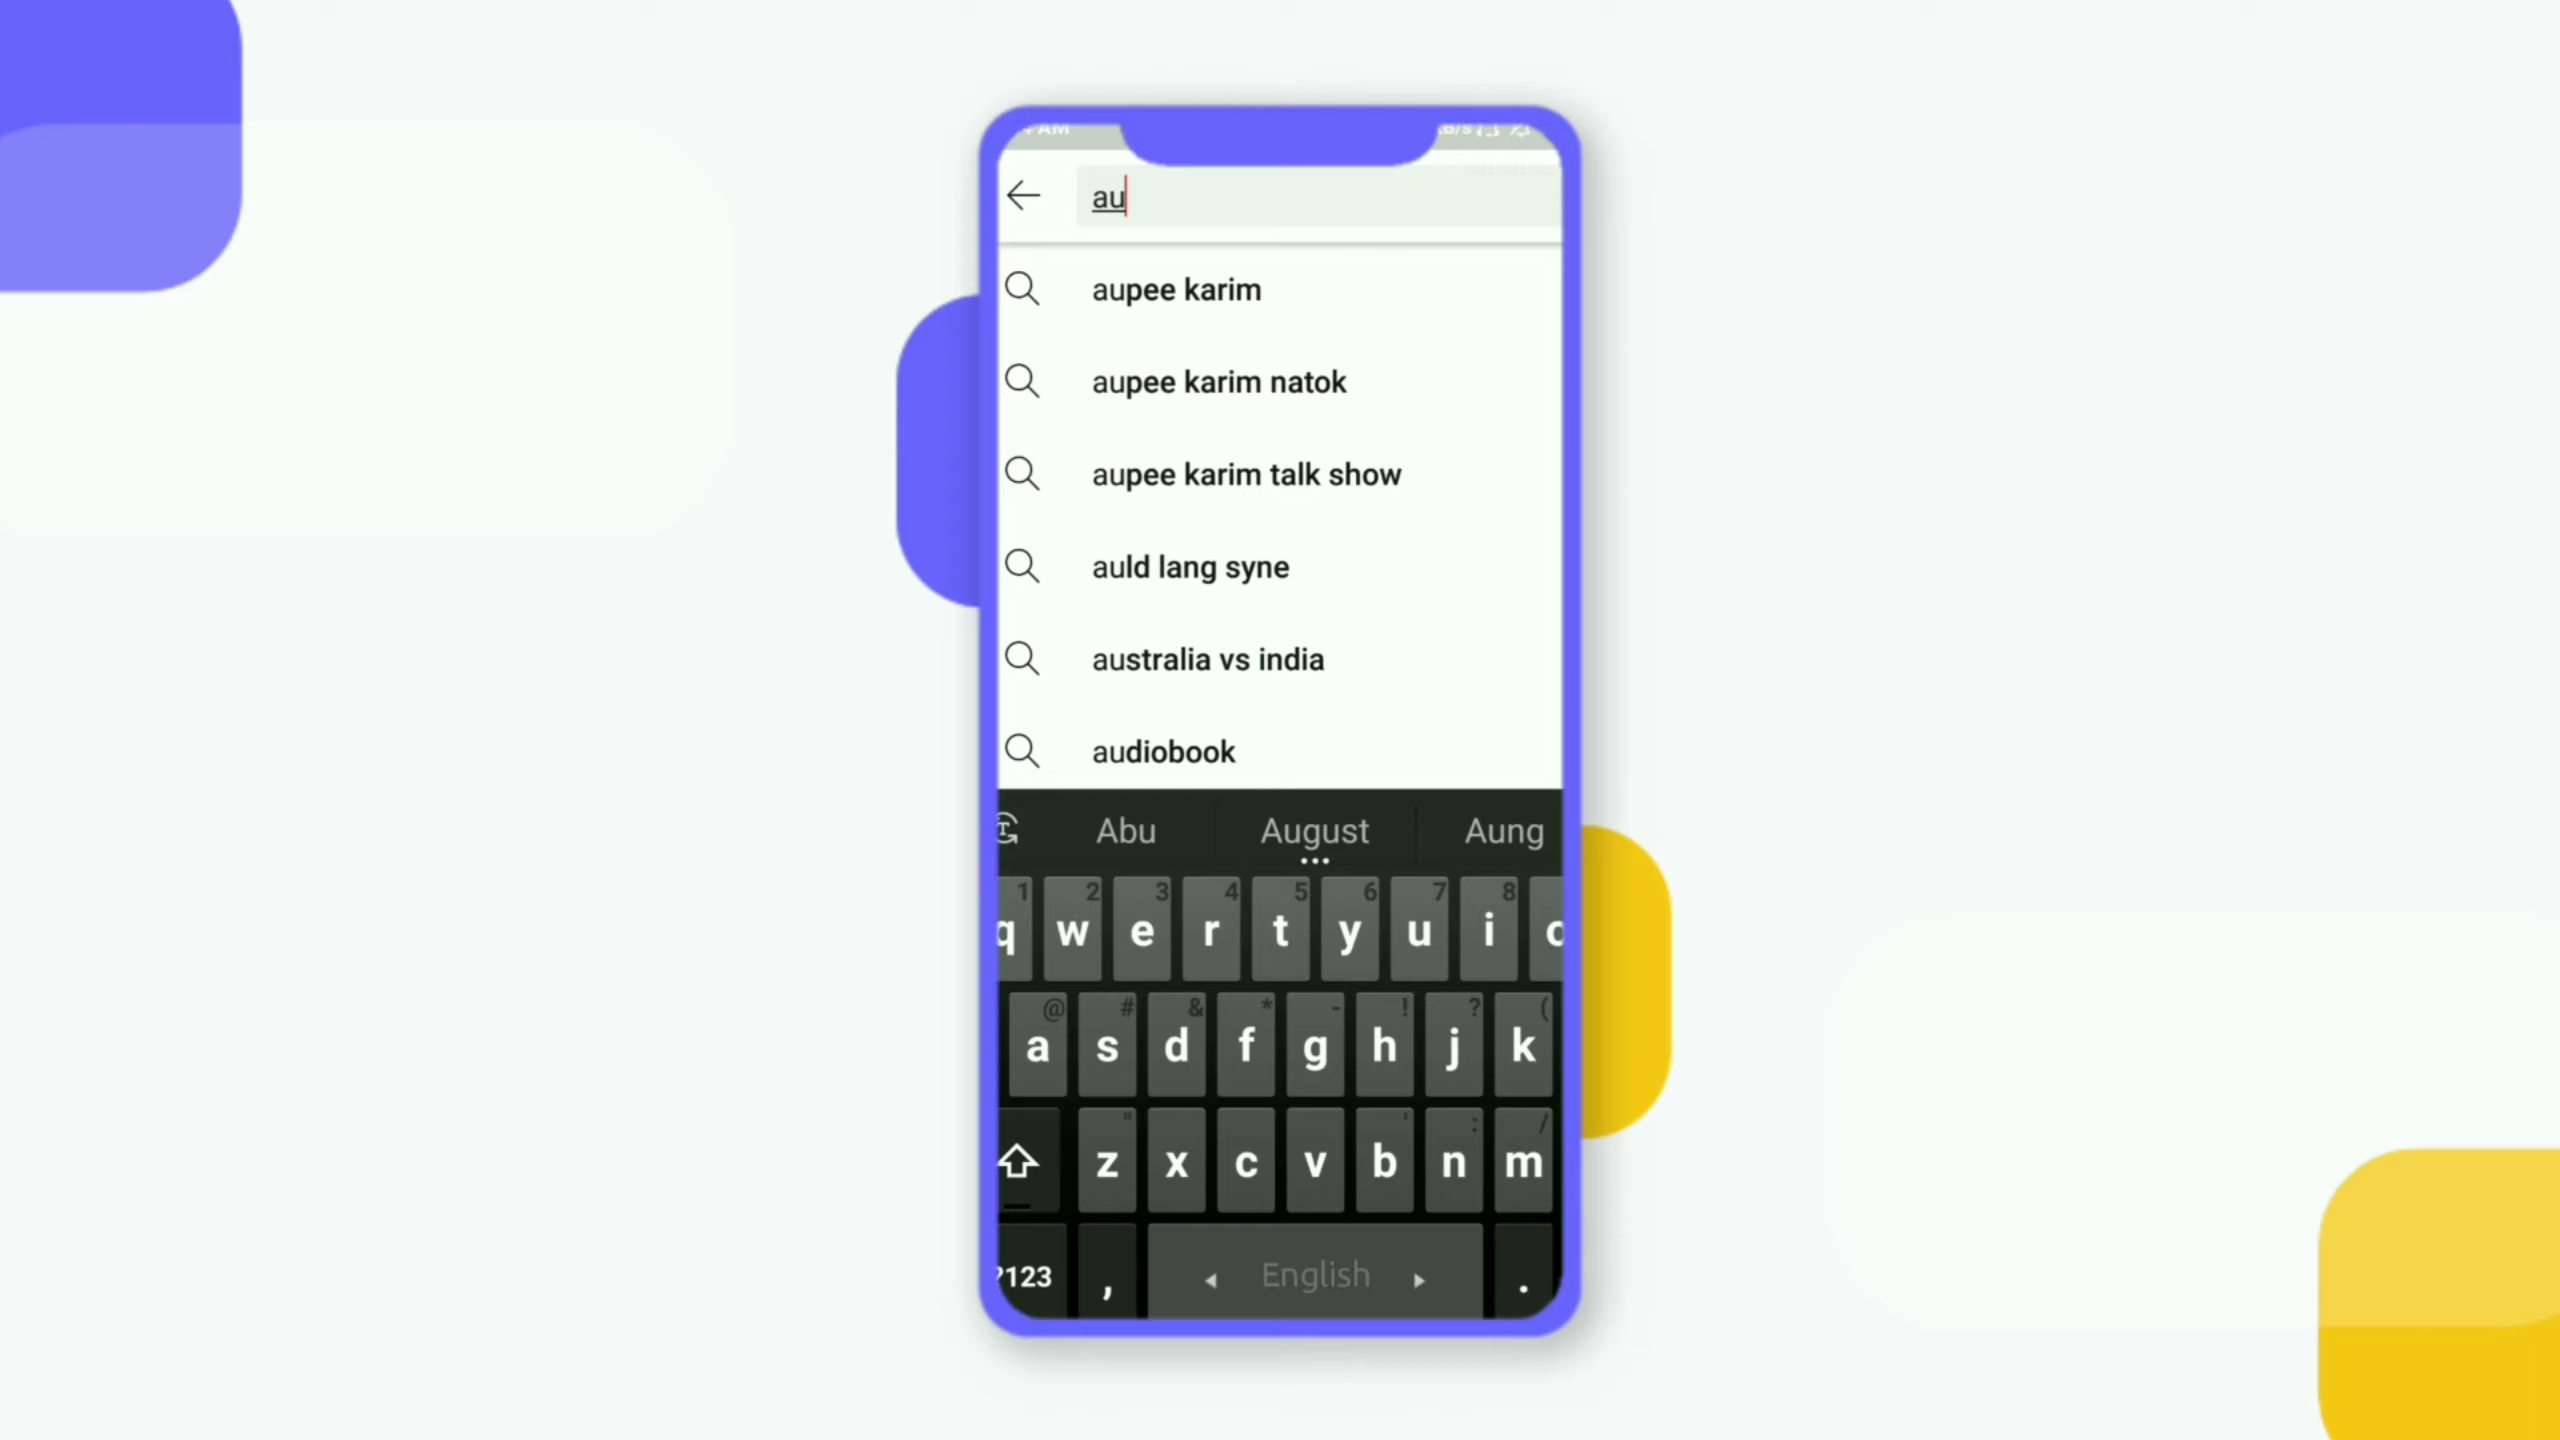 AM
B/s
au
aupee karim
aupee karim natok
aupee karim talk show
auld lang syne
australia vs india
audiobook
Abu August Aung
1 2 3 4 5 6 7 8
q w e r t y u i o
@ # & * - ! ? (
a s d f g h j k
" ' : /
z x c v b n m
?123 , English .